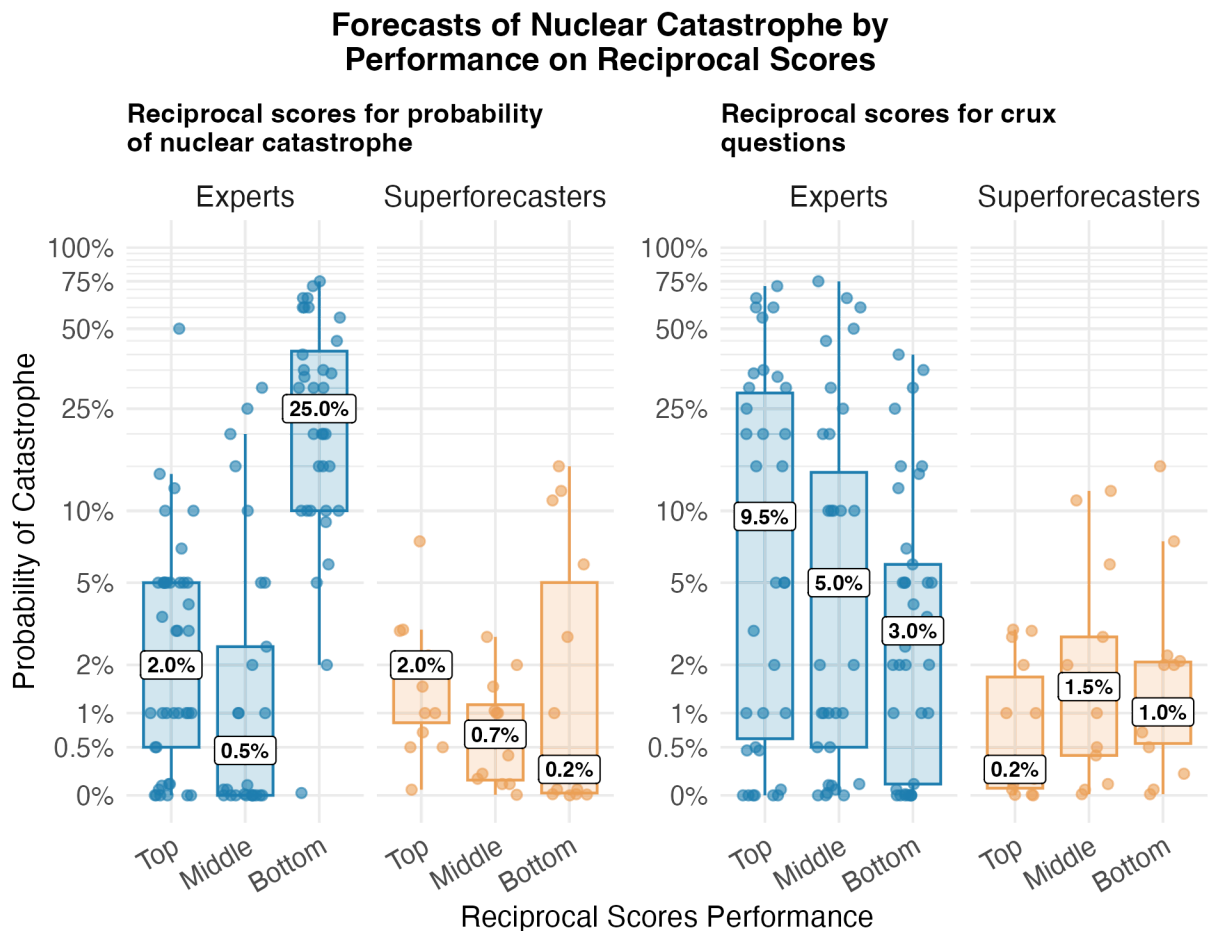 Forecasts of Nuclear Catastrophe by
Performance on Reciprocal Scores
Reciprocal scores for probability
of nuclear catastrophe
Experts
Superforecasters
Probability of Catastrophe
100%
75%
50%
25%
10%
5%
2%
1%
0.5%
0%
2.0%
0.5%
25.0%
2.0%
0.7%
0.2%
Top
Middle
Bottom
Top
Middle
Bottom
Reciprocal scores for crux
questions
Experts
Superforecasters
100%
75%
50%
25%
10%
5%
2%
1%
0.5%
0%
9.5%
5.0%
3.0%
0.2%
1.5%
1.0%
Top
Middle
Bottom
Top
Middle
Bottom
Reciprocal Scores Performance